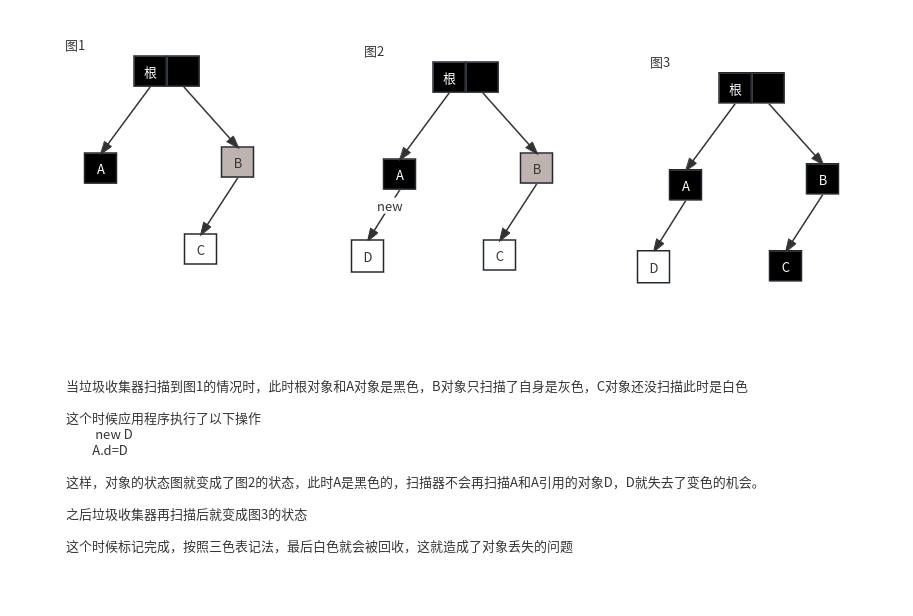 图1
图2
图3
根
根
根
A
B
A
B
A
B
new
C
D
C
D
C
当垃圾收集器扫描到图1的情况时，此时根对象和A对象是黑色，B对象只扫描了自身是灰色，C对象还没扫描此时是白色
这个时候应用程序执行了以下操作
new D
A.d=D
这样，对象的状态图就变成了图2的状态，此时A是黑色的，扫描器不会再扫描A和A引用的对象D，D就失去了变色的机会。
之后垃圾收集器再扫描后就变成图3的状态
这个时候标记完成，按照三色表记法，最后白色就会被回收，这就造成了对象丢失的问题